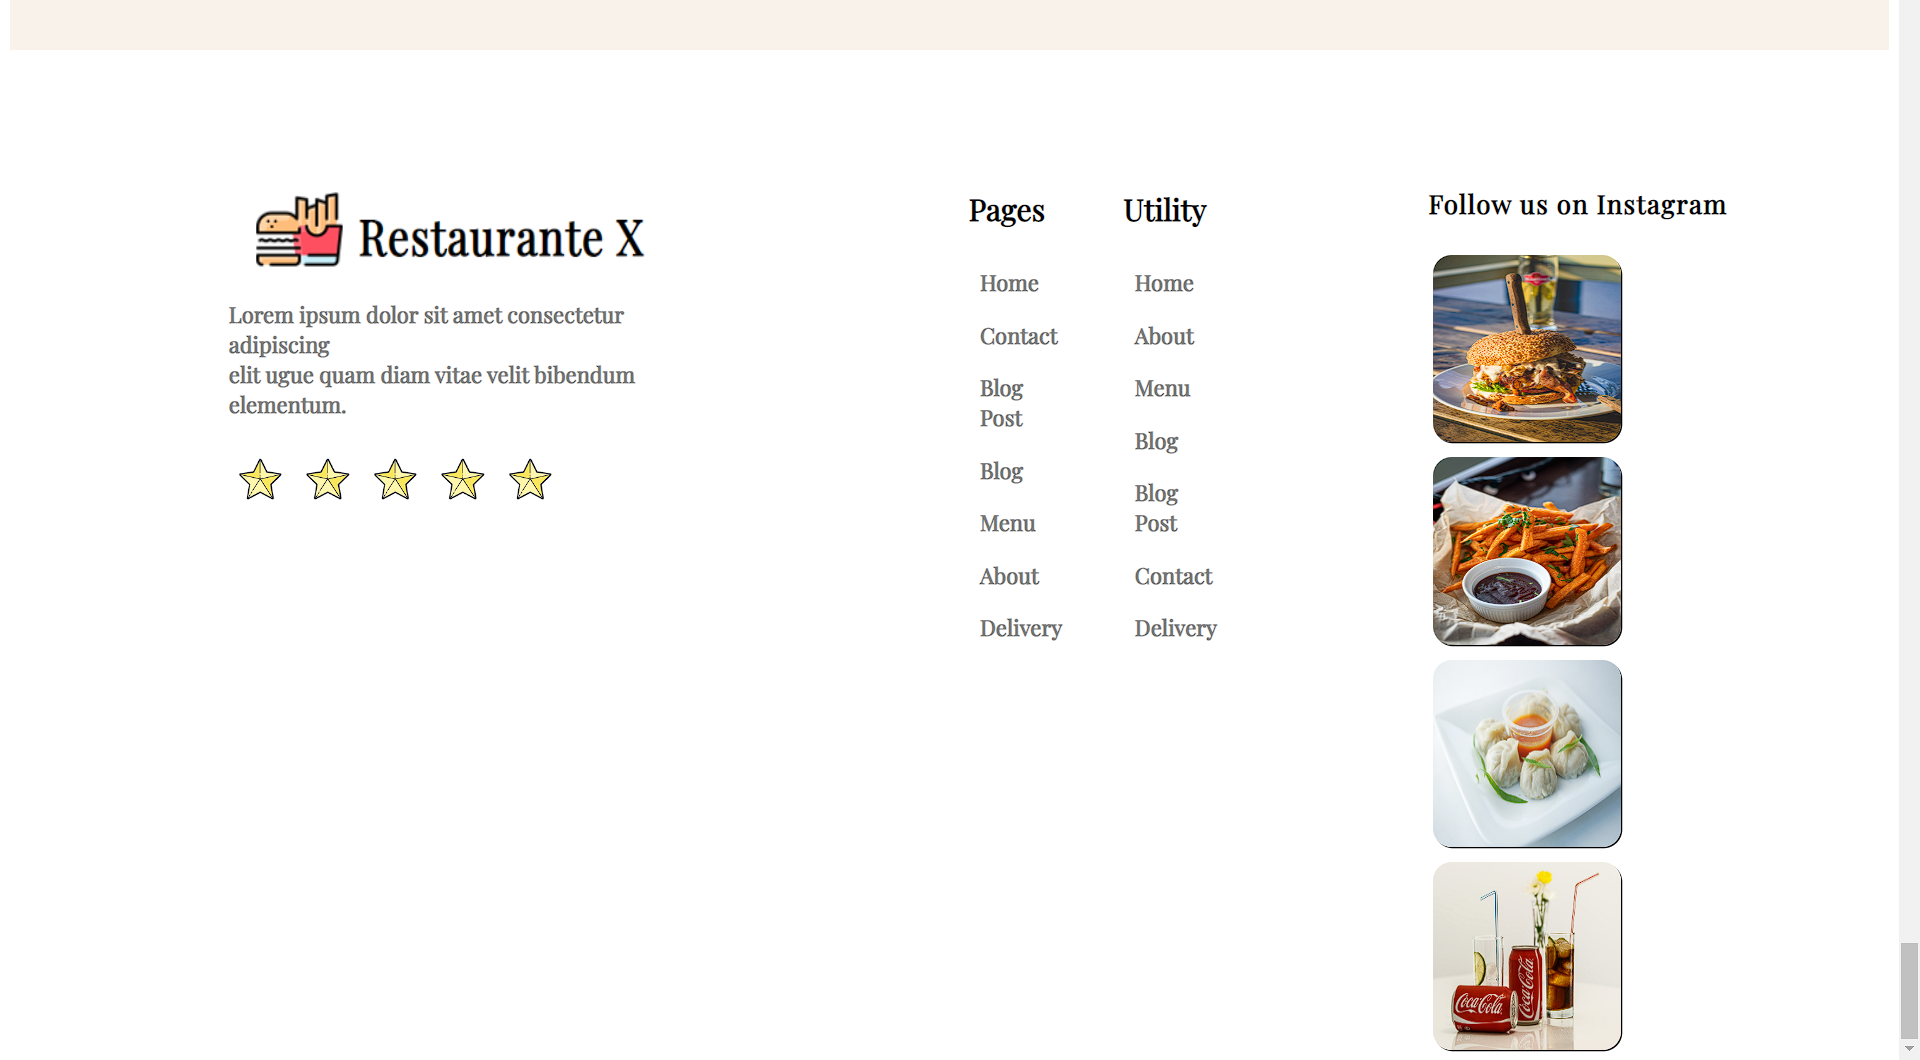 Restaurante X
Lorem ipsum dolor sit amet consectetur
adipiscing
elit ugue quam diam vitae velit bibendum
elementum.
Pages
Home
Contact
Blog
Post
Blog
Menu
About
Delivery
Utility
Home
About
Menu
Blog
Blog
Post
Contact
Delivery
Follow us on Instagram
Coca-Cola
Coca-Cola